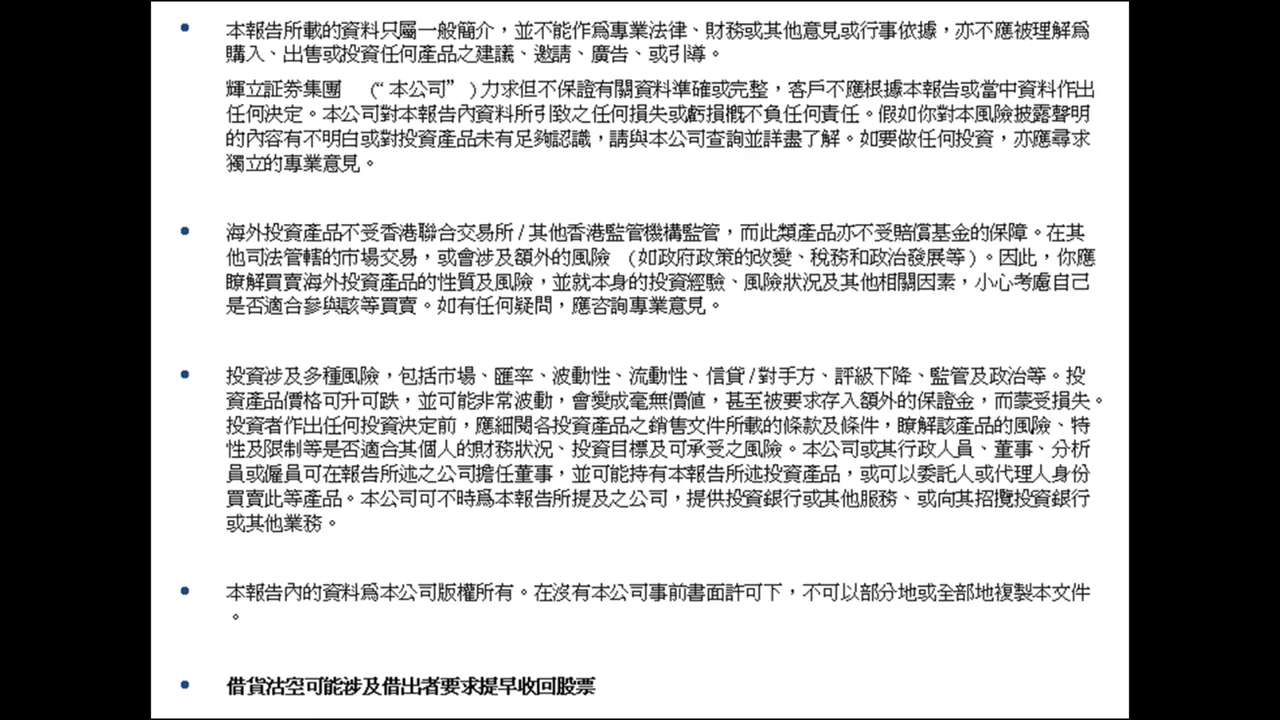 • 本報告所載的資料只屬一般簡介，並不能作爲專業法律、財務或其他意見或行事依據，亦不應被理解爲
購入、出售或投資任何產品之建議、邀請、廣告、或引導。
輝立証券集團 (“本公司” )力求但不保證有關資料準確或完整，客戶不應根據本報告或當中資料作出
任何決定。本公司對本報告內資料所引致之任何損失或虧損概不負任何責任。假如你對本風險披露聲明
的內容有不明白或對投資產品未有足夠認識，請與本公司查詢並詳盡了解。如要做任何投資，亦應尋求
獨立的專業意見。
• 海外投資產品不受香港聯合交易所 / 其他香港監管機構監管，而此類產品亦不受賠償基金的保障。在其
他司法管轄的市場交易，或會涉及額外的風險 (如政府政策的改變、稅務和政治發展等 )。因此，你應
瞭解買賣海外投資產品的性質及風險，並就本身的投資經驗、風險狀況及其他相關因素，小心考慮自己
是否適合參與該等買賣。如有任何疑問，應咨詢專業意見。
• 投資涉及多種風險，包括市場、匯率、波動性、流動性、信貸 / 對手方、評級下降、監管及政治等。投
資產品價格可升可跌，並可能非常波動，會變成毫無價値，甚至被要求存入額外的保證金，而蒙受損失。
投資者作出任何投資決定前，應細閱各投資產品之銷售文件所載的條款及條件，瞭解該產品的風險、特
性及限制等是否適合其個人的財務狀況、投資目標及可承受之風險。本公司或其行政人員、董事、分析
員或僱員可在報告所述之公司擔任董事，並可能持有本報告所述投資產品，或可以委託人或代理人身份
買賣此等產品。本公司可不時爲本報告所提及之公司，提供投資銀行或其他服務、或向其招攬投資銀行
或其他業務。
• 本報告內的資料爲本公司版權所有。在沒有本公司事前書面許可下，不可以部分地或全部地複製本文件
。
• 借貨沽空可能涉及借出者要求提早收回股票